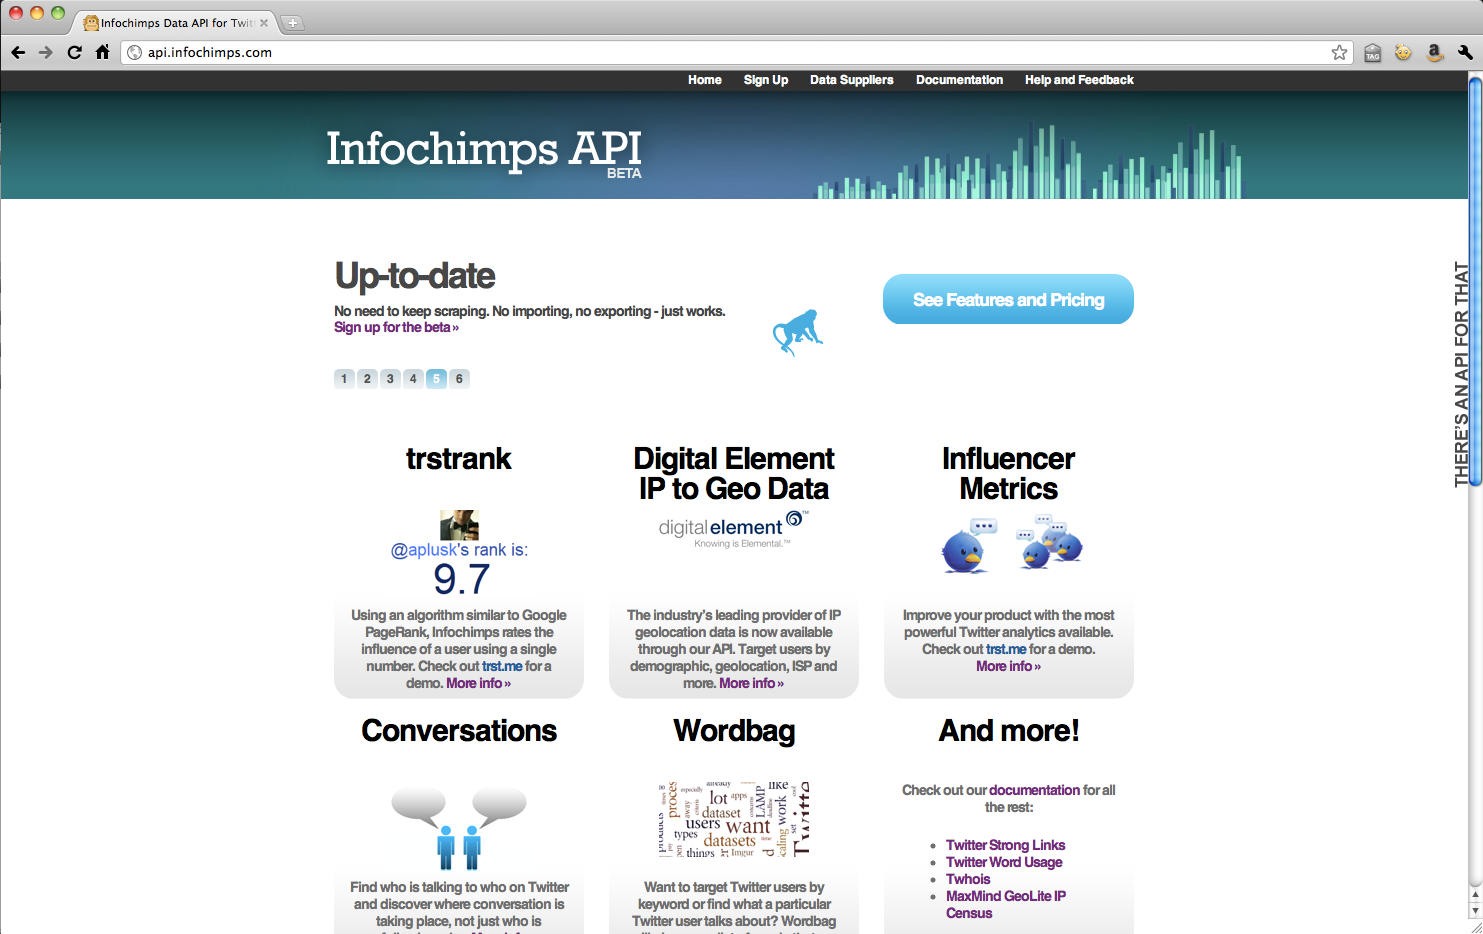 Infochimps Data API for Twit
api.infochimps.com
TAG
Home Sign Up Data Suppliers Documentation Help and Feedback
Infochimps API
BETA
Up-to-date
No need to keep scraping. No importing, no exporting - just works.
Sign up for the beta »
See Features and Pricing
THERE'S AN API FOR THAT
1 2 3 4 5 6
trstrank
@aplusk's rank is:
9.7
Using an algorithm similar to Google
PageRank, Infochimps rates the
influence of a user using a single
number. Check out trst.me for a
demo. More info »
Digital Element
IP to Geo Data
digitalelement™
Knowing is Elemental.™
The industry's leading provider of IP
geolocation data is now available
through our API. Target users by
demographic, geolocation, ISP and
more. More info »
Influencer
Metrics
Improve your product with the most
powerful Twitter analytics available.
Check out trst.me for a demo.
More info »
Conversations
Find who is talking to who on Twitter
and discover where conversation is
taking place, not just who is
Wordbag
already like
especially
lot apps
away
dataset
LAMP
work
users want
types
datasets
time
set
things Imgur
Want to target Twitter users by
keyword or find what a particular
Twitter user talks about? Wordbag
And more!
Check out our documentation for all
the rest:
• Twitter Strong Links
• Twitter Word Usage
• Twhois
• MaxMind GeoLite IP
Census